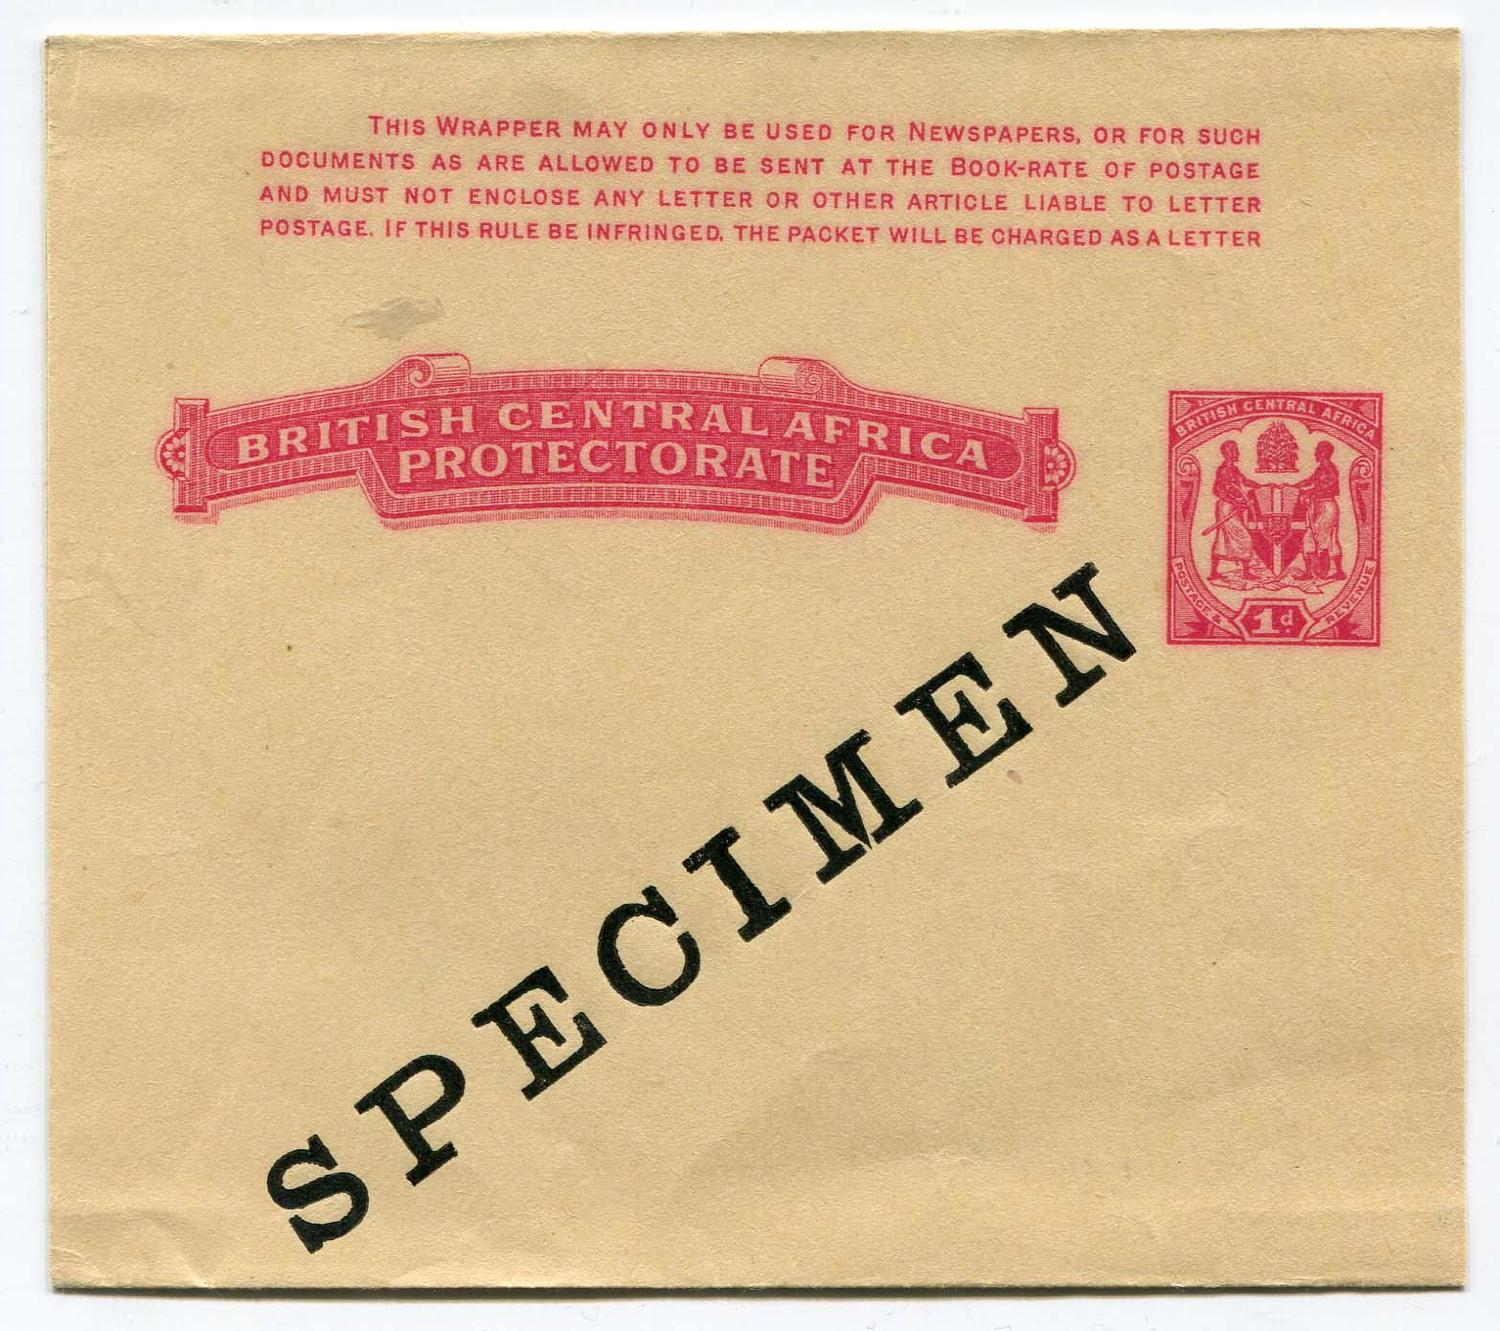 THIS WRAPPER MAY ONLY BE USED FOR NEWSPAPERS, OR FOR SUCH
DOCUMENTS AS ARE ALLOWED TO BE SENT AT THE BOOK-RATE OF POSTAGE
AND MUST NOT ENCLOSE ANY LETTER OR OTHER ARTICLE LIABLE TO LETTER
POSTAGE. IF THIS RULE BE INFRINGED, THE PACKET WILL BE CHARGED AS A LETTER
BRITISH CENTRAL AFRICA
PROTECTORATE
BRITISH CENTRAL AFRICA
POSTAGE & REVENUE
1d
SPECIMEN